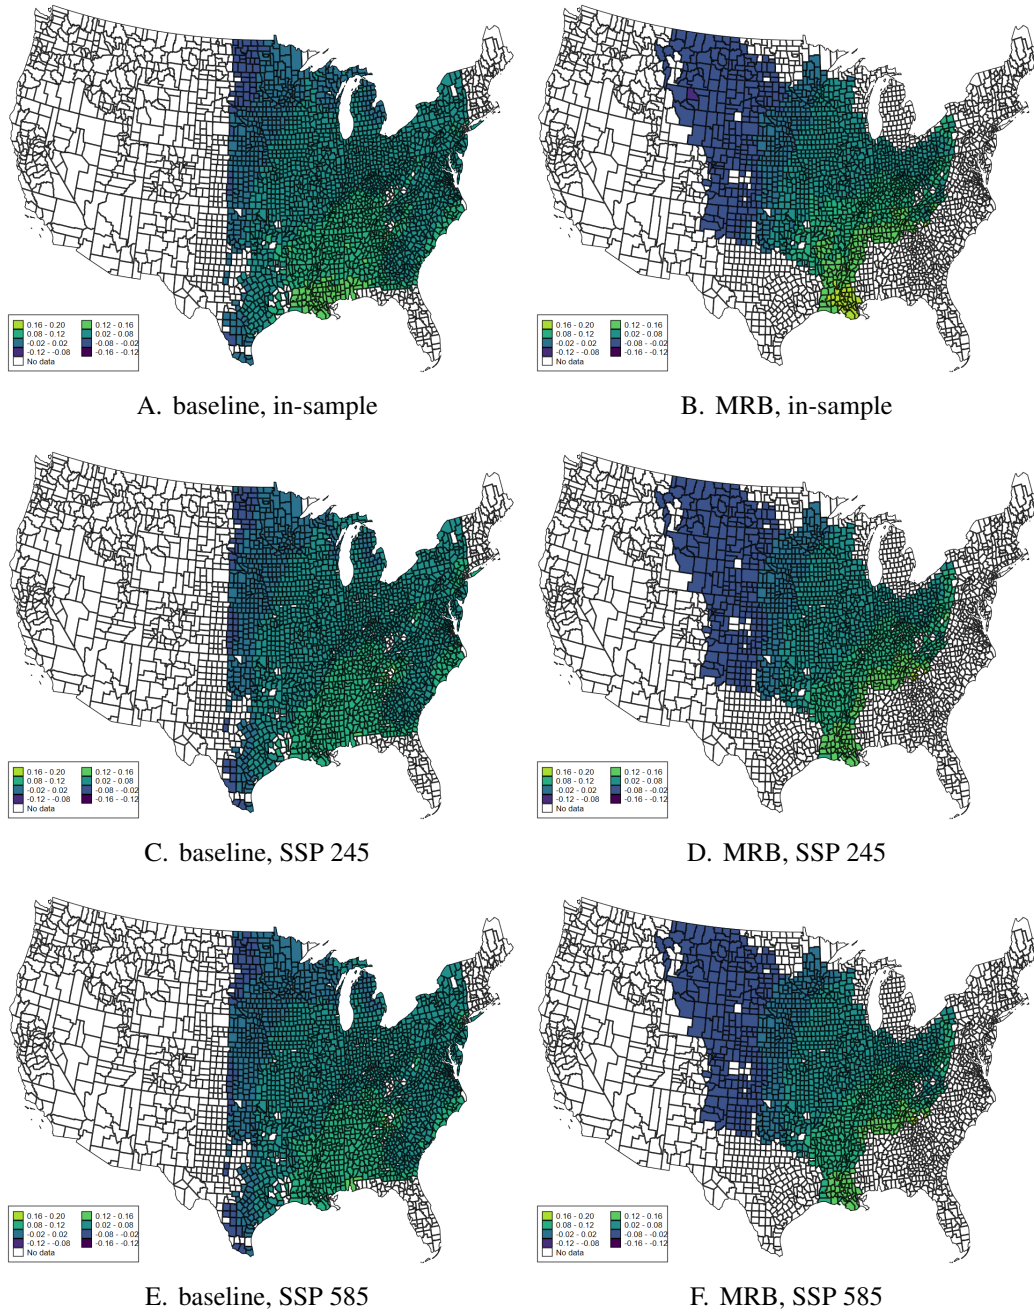 0.16 - 0.20 0.12 - 0.16
0.08 - 0.12 0.02 - 0.08
-0.02 - 0.02 -0.08 - -0.02
-0.12 - -0.08 -0.16 - -0.12
No data
0.16 - 0.20 0.12 - 0.16
0.08 - 0.12 0.02 - 0.08
-0.02 - 0.02 -0.08 - -0.02
-0.12 - -0.08 -0.16 - -0.12
No data
A. baseline, in-sample
B. MRB, in-sample
0.16 - 0.20 0.12 - 0.16
0.08 - 0.12 0.02 - 0.08
-0.02 - 0.02 -0.08 - -0.02
-0.12 - -0.08 -0.16 - -0.12
No data
0.16 - 0.20 0.12 - 0.16
0.08 - 0.12 0.02 - 0.08
-0.02 - 0.02 -0.08 - -0.02
-0.12 - -0.08 -0.16 - -0.12
No data
C. baseline, SSP 245
D. MRB, SSP 245
0.16 - 0.20 0.12 - 0.16
0.08 - 0.12 0.02 - 0.08
-0.02 - 0.02 -0.08 - -0.02
-0.12 - -0.08 -0.16 - -0.12
No data
0.16 - 0.20 0.12 - 0.16
0.08 - 0.12 0.02 - 0.08
-0.02 - 0.02 -0.08 - -0.02
-0.12 - -0.08 -0.16 - -0.12
No data
E. baseline, SSP 585
F. MRB, SSP 585